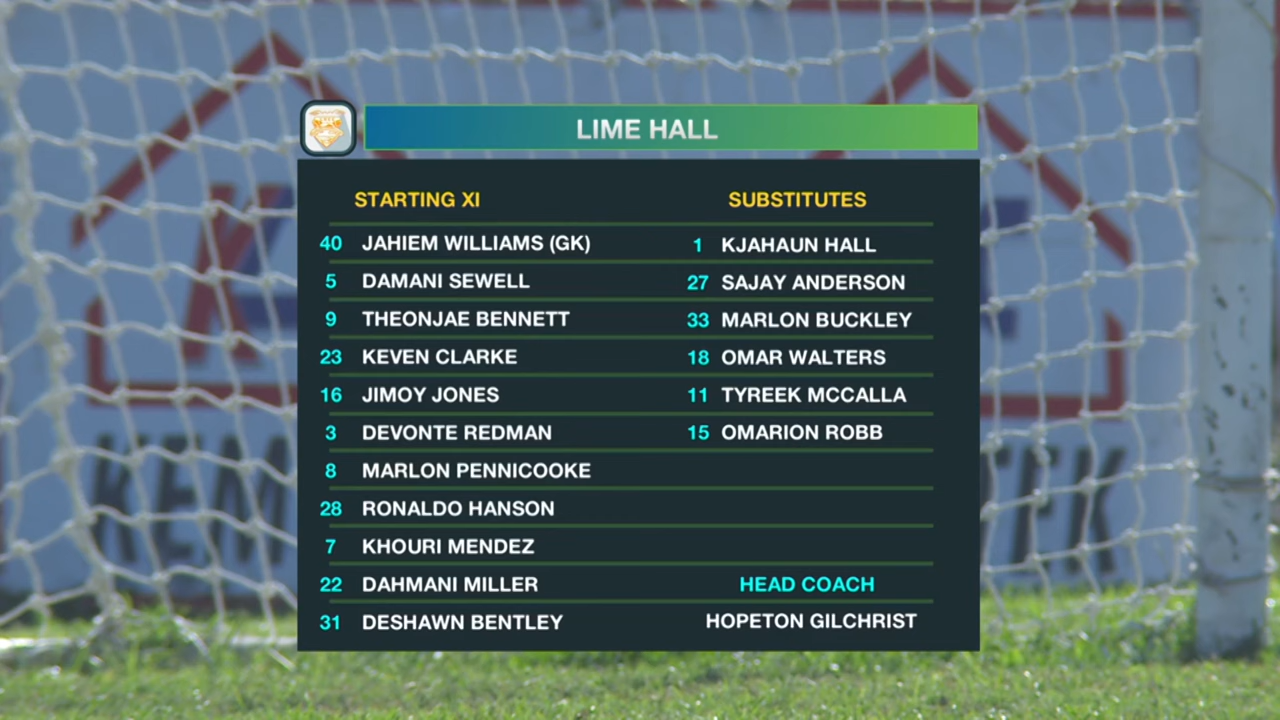 LIME HALL
STARTING XI
40 JAHIEM WILLIAMS (GK)
5 DAMANI SEWELL
9 THEONJAE BENNETT
23 KEVEN CLARKE
16 JIMOY JONES
3 DEVONTE REDMAN
8 MARLON PENNICOOKE
28 RONALDO HANSON
7 KHOURI MENDEZ
22 DAHMANI MILLER
31 DESHAWN BENTLEY
SUBSTITUTES
1 KJAHAUN HALL
27 SAJAY ANDERSON
33 MARLON BUCKLEY
18 OMAR WALTERS
11 TYREEK MCCALLA
15 OMARION ROBB
HEAD COACH
HOPETON GILCHRIST